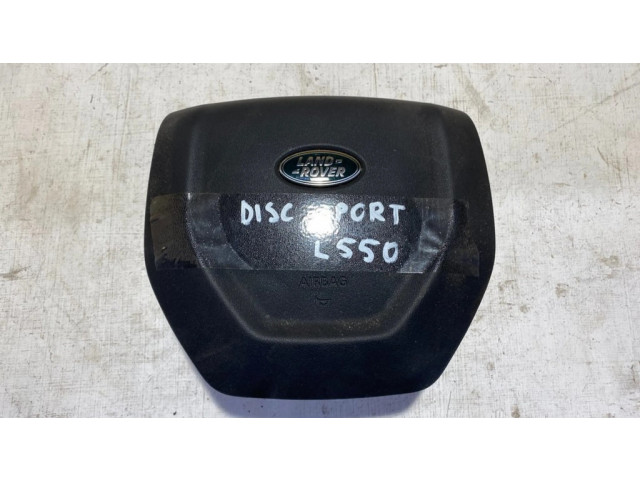 LAND-
-ROVER
DISC SPORT
L550
AIRBAG